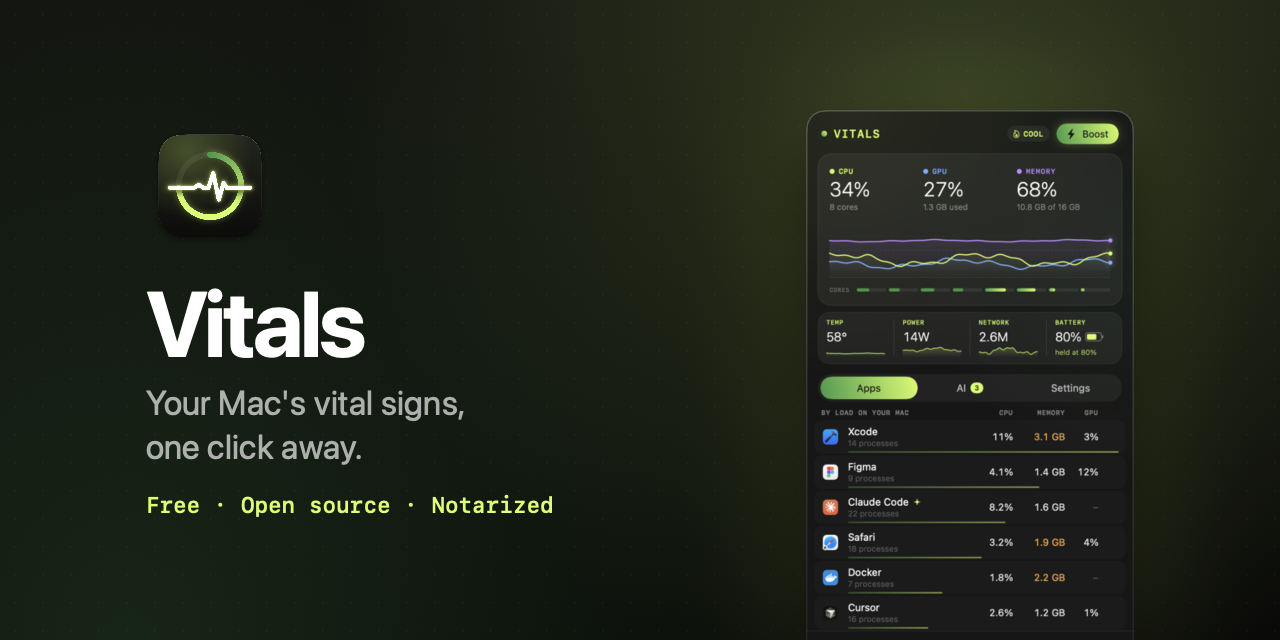 Vitals
Your Mac's vital signs,
one click away.
Free · Open source · Notarized
VITALS
COOL
Boost
CPU GPU MEMORY
34% 27% 68%
8 cores 1.3 GB used 10.8 GB of 16 GB
CORES
TEMP POWER NETWORK BATTERY
58° 14W 2.6M 80%
held at 80%
Apps AI 3 Settings
BY LOAD ON YOUR MAC CPU MEMORY GPU
Xcode 11% 3.1 GB 3%
14 processes
Figma 4.1% 1.4 GB 12%
9 processes
Claude Code 8.2% 1.6 GB –
22 processes
Safari 3.2% 1.9 GB 4%
18 processes
Docker 1.8% 2.2 GB –
7 processes
Cursor 2.6% 1.2 GB 1%
16 processes